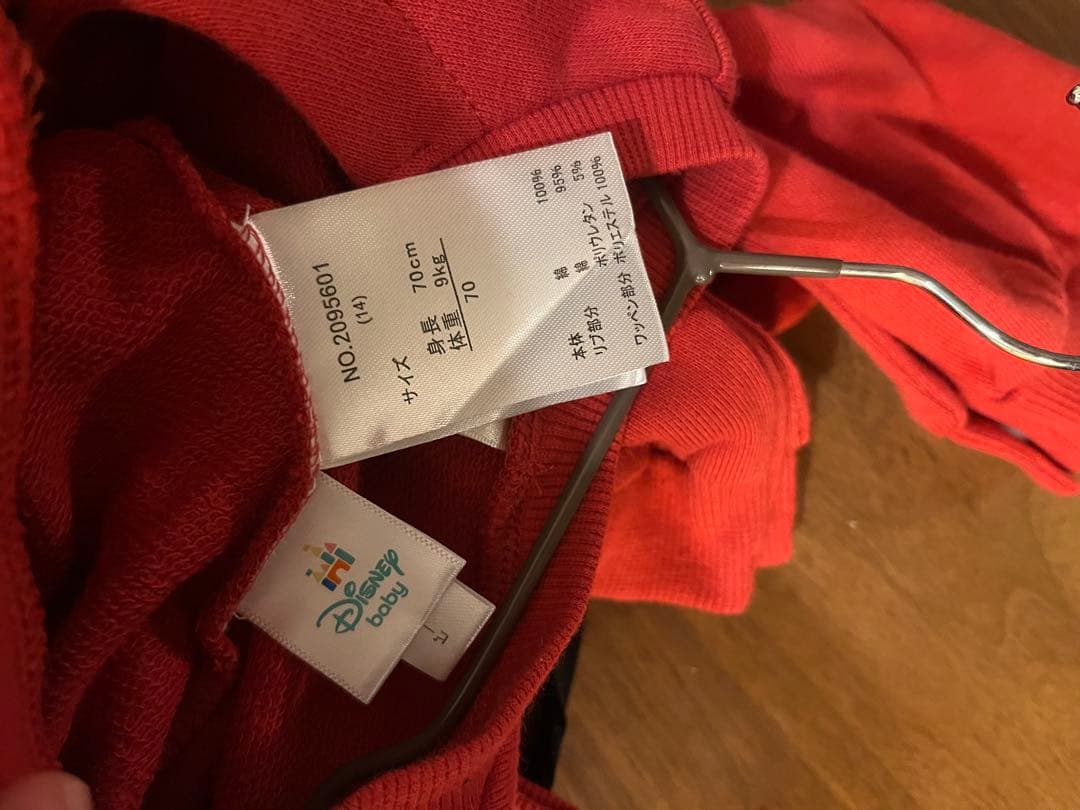 NO.2095601
(14)
サイズ
身長 70cm
体重 9kg
70
本体 綿 100%
リブ部分 綿 95%
ポリウレタン 5%
ワッペン部分 ポリエステル 100%
Disney
baby